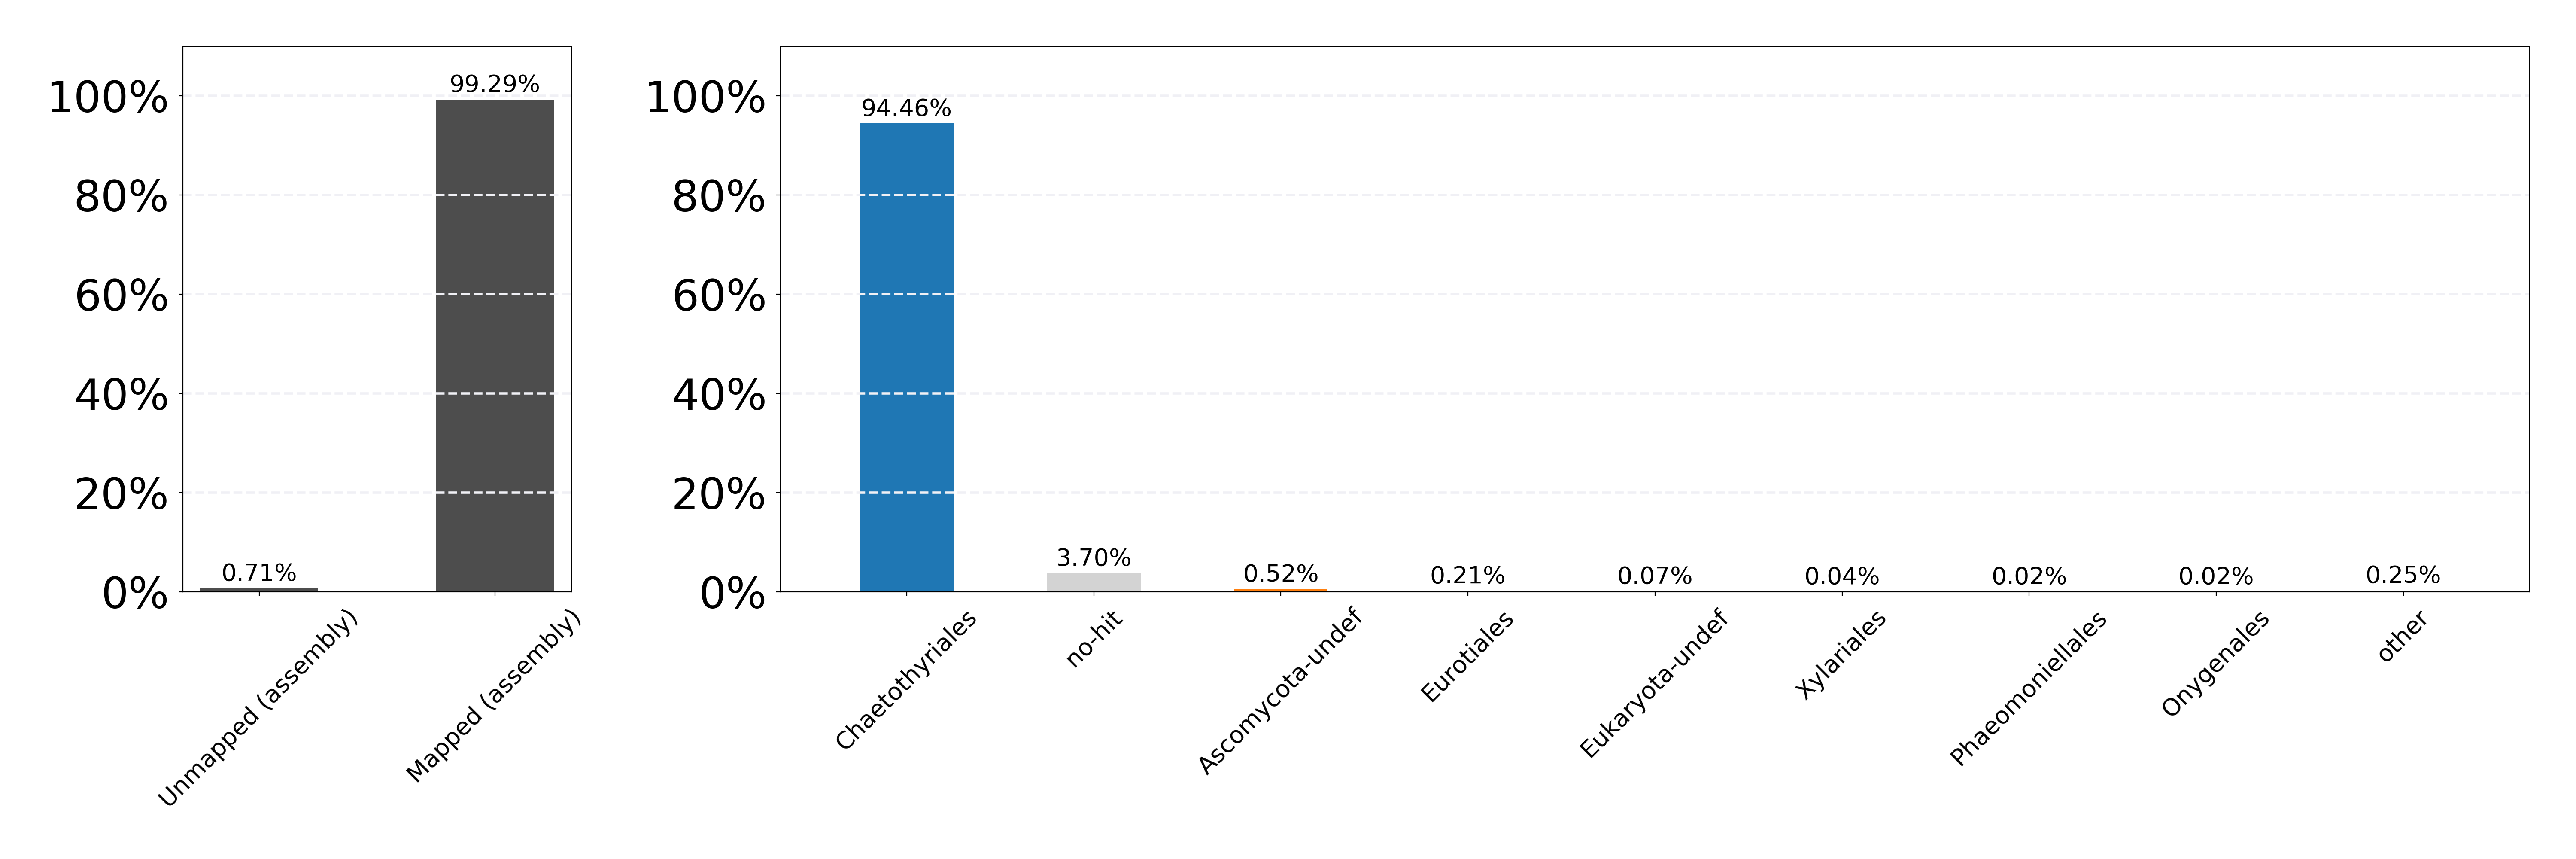 100%
80%
60%
40%
20%
0%
0.71%
99.29%
Unmapped (assembly)
Mapped (assembly)
100%
80%
60%
40%
20%
0%
94.46%
3.70%
0.52%
0.21%
0.07%
0.04%
0.02%
0.02%
0.25%
Chaetothyriales
no-hit
Ascomycota-undef
Eurotiales
Eukaryota-undef
Xylariales
Phaeomoniellales
Onygenales
other